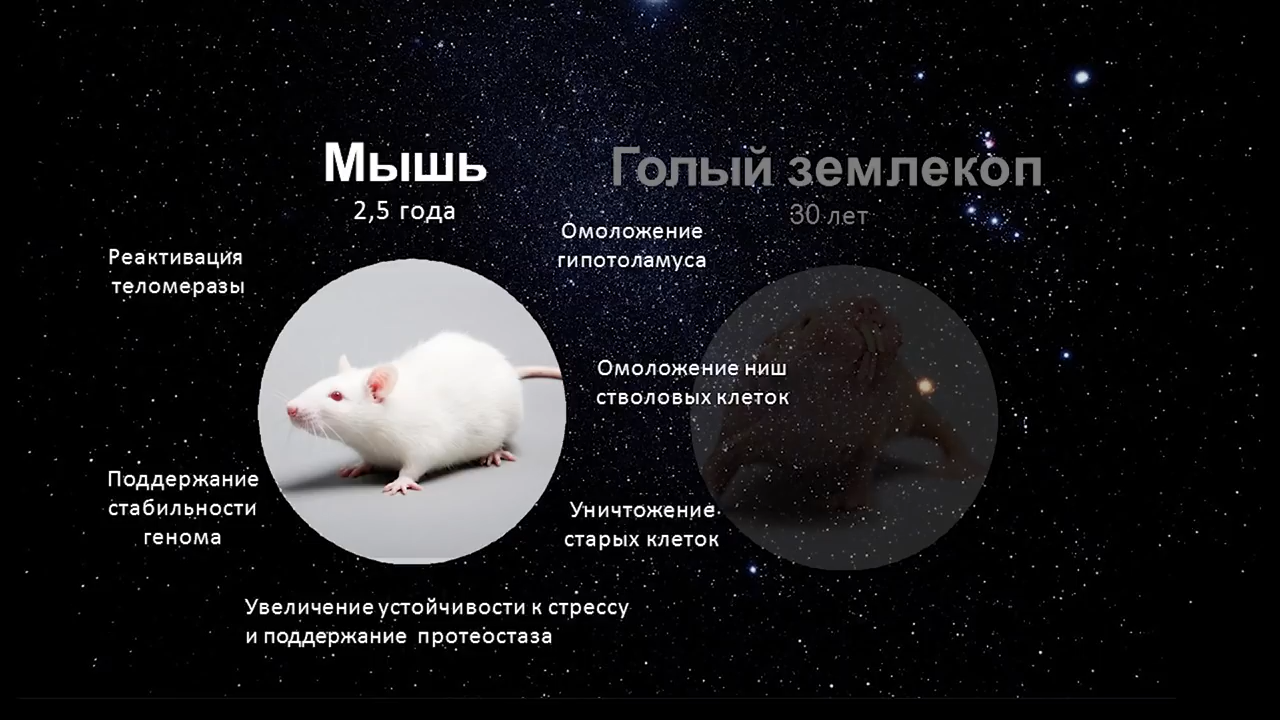 Мышь
2,5 года
Голый землекоп
30 лет
Реактивация
теломеразы
Омоложение
гипотоламуса
Омоложение ниш
стволовых клеток
Поддержание
стабильности
генома
Уничтожение
старых клеток
Увеличение устойчивости к стрессу
и поддержание протеостаза